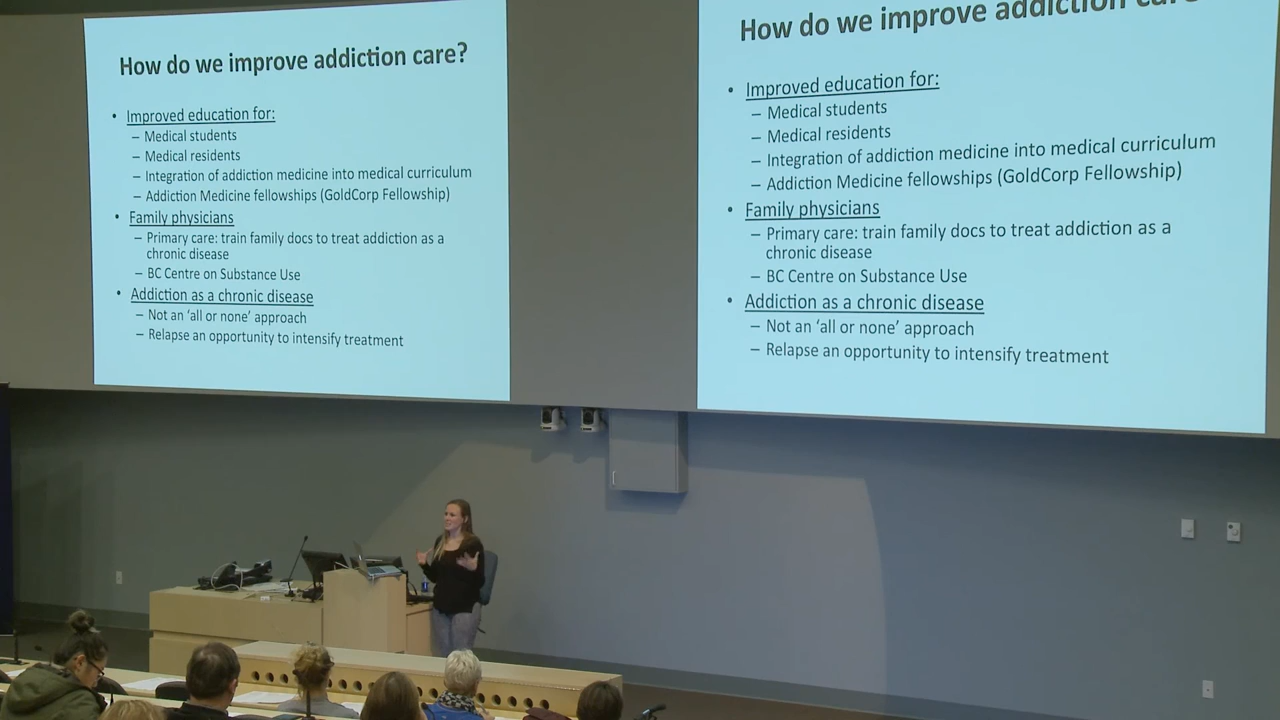 How do we improve addiction care?
• Improved education for:
– Medical students
– Medical residents
– Integration of addiction medicine into medical curriculum
– Addiction Medicine fellowships (GoldCorp Fellowship)
• Family physicians
– Primary care: train family docs to treat addiction as a
chronic disease
– BC Centre on Substance Use
• Addiction as a chronic disease
– Not an ‘all or none’ approach
– Relapse an opportunity to intensify treatment
How do we improve addiction care
• Improved education for:
– Medical students
– Medical residents
– Integration of addiction medicine into medical curriculum
– Addiction Medicine fellowships (GoldCorp Fellowship)
• Family physicians
– Primary care: train family docs to treat addiction as a
chronic disease
– BC Centre on Substance Use
• Addiction as a chronic disease
– Not an ‘all or none’ approach
– Relapse an opportunity to intensify treatment